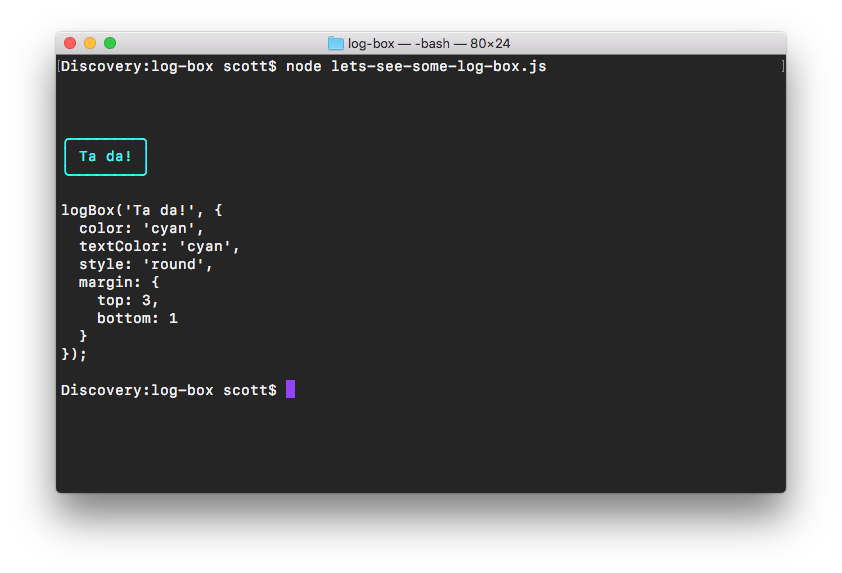 log-box — -bash — 80×24
[Discovery:log-box scott$ node lets-see-some-log-box.js ]
Ta da!
logBox('Ta da!', {
  color: 'cyan',
  textColor: 'cyan',
  style: 'round',
  margin: {
    top: 3,
    bottom: 1
  }
});
Discovery:log-box scott$